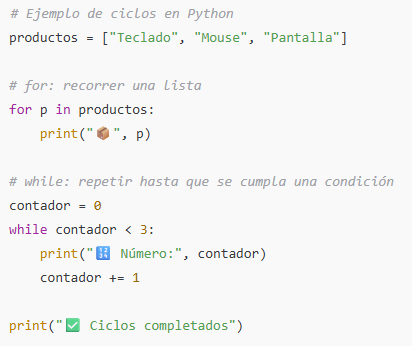 # Ejemplo de ciclos en Python
productos = ["Teclado", "Mouse", "Pantalla"]
# for: recorrer una lista
for p in productos:
    print("📦", p)
# while: repetir hasta que se cumpla una condición
contador = 0
while contador < 3:
    print("🔢 Número:", contador)
    contador += 1
print("✅ Ciclos completados")